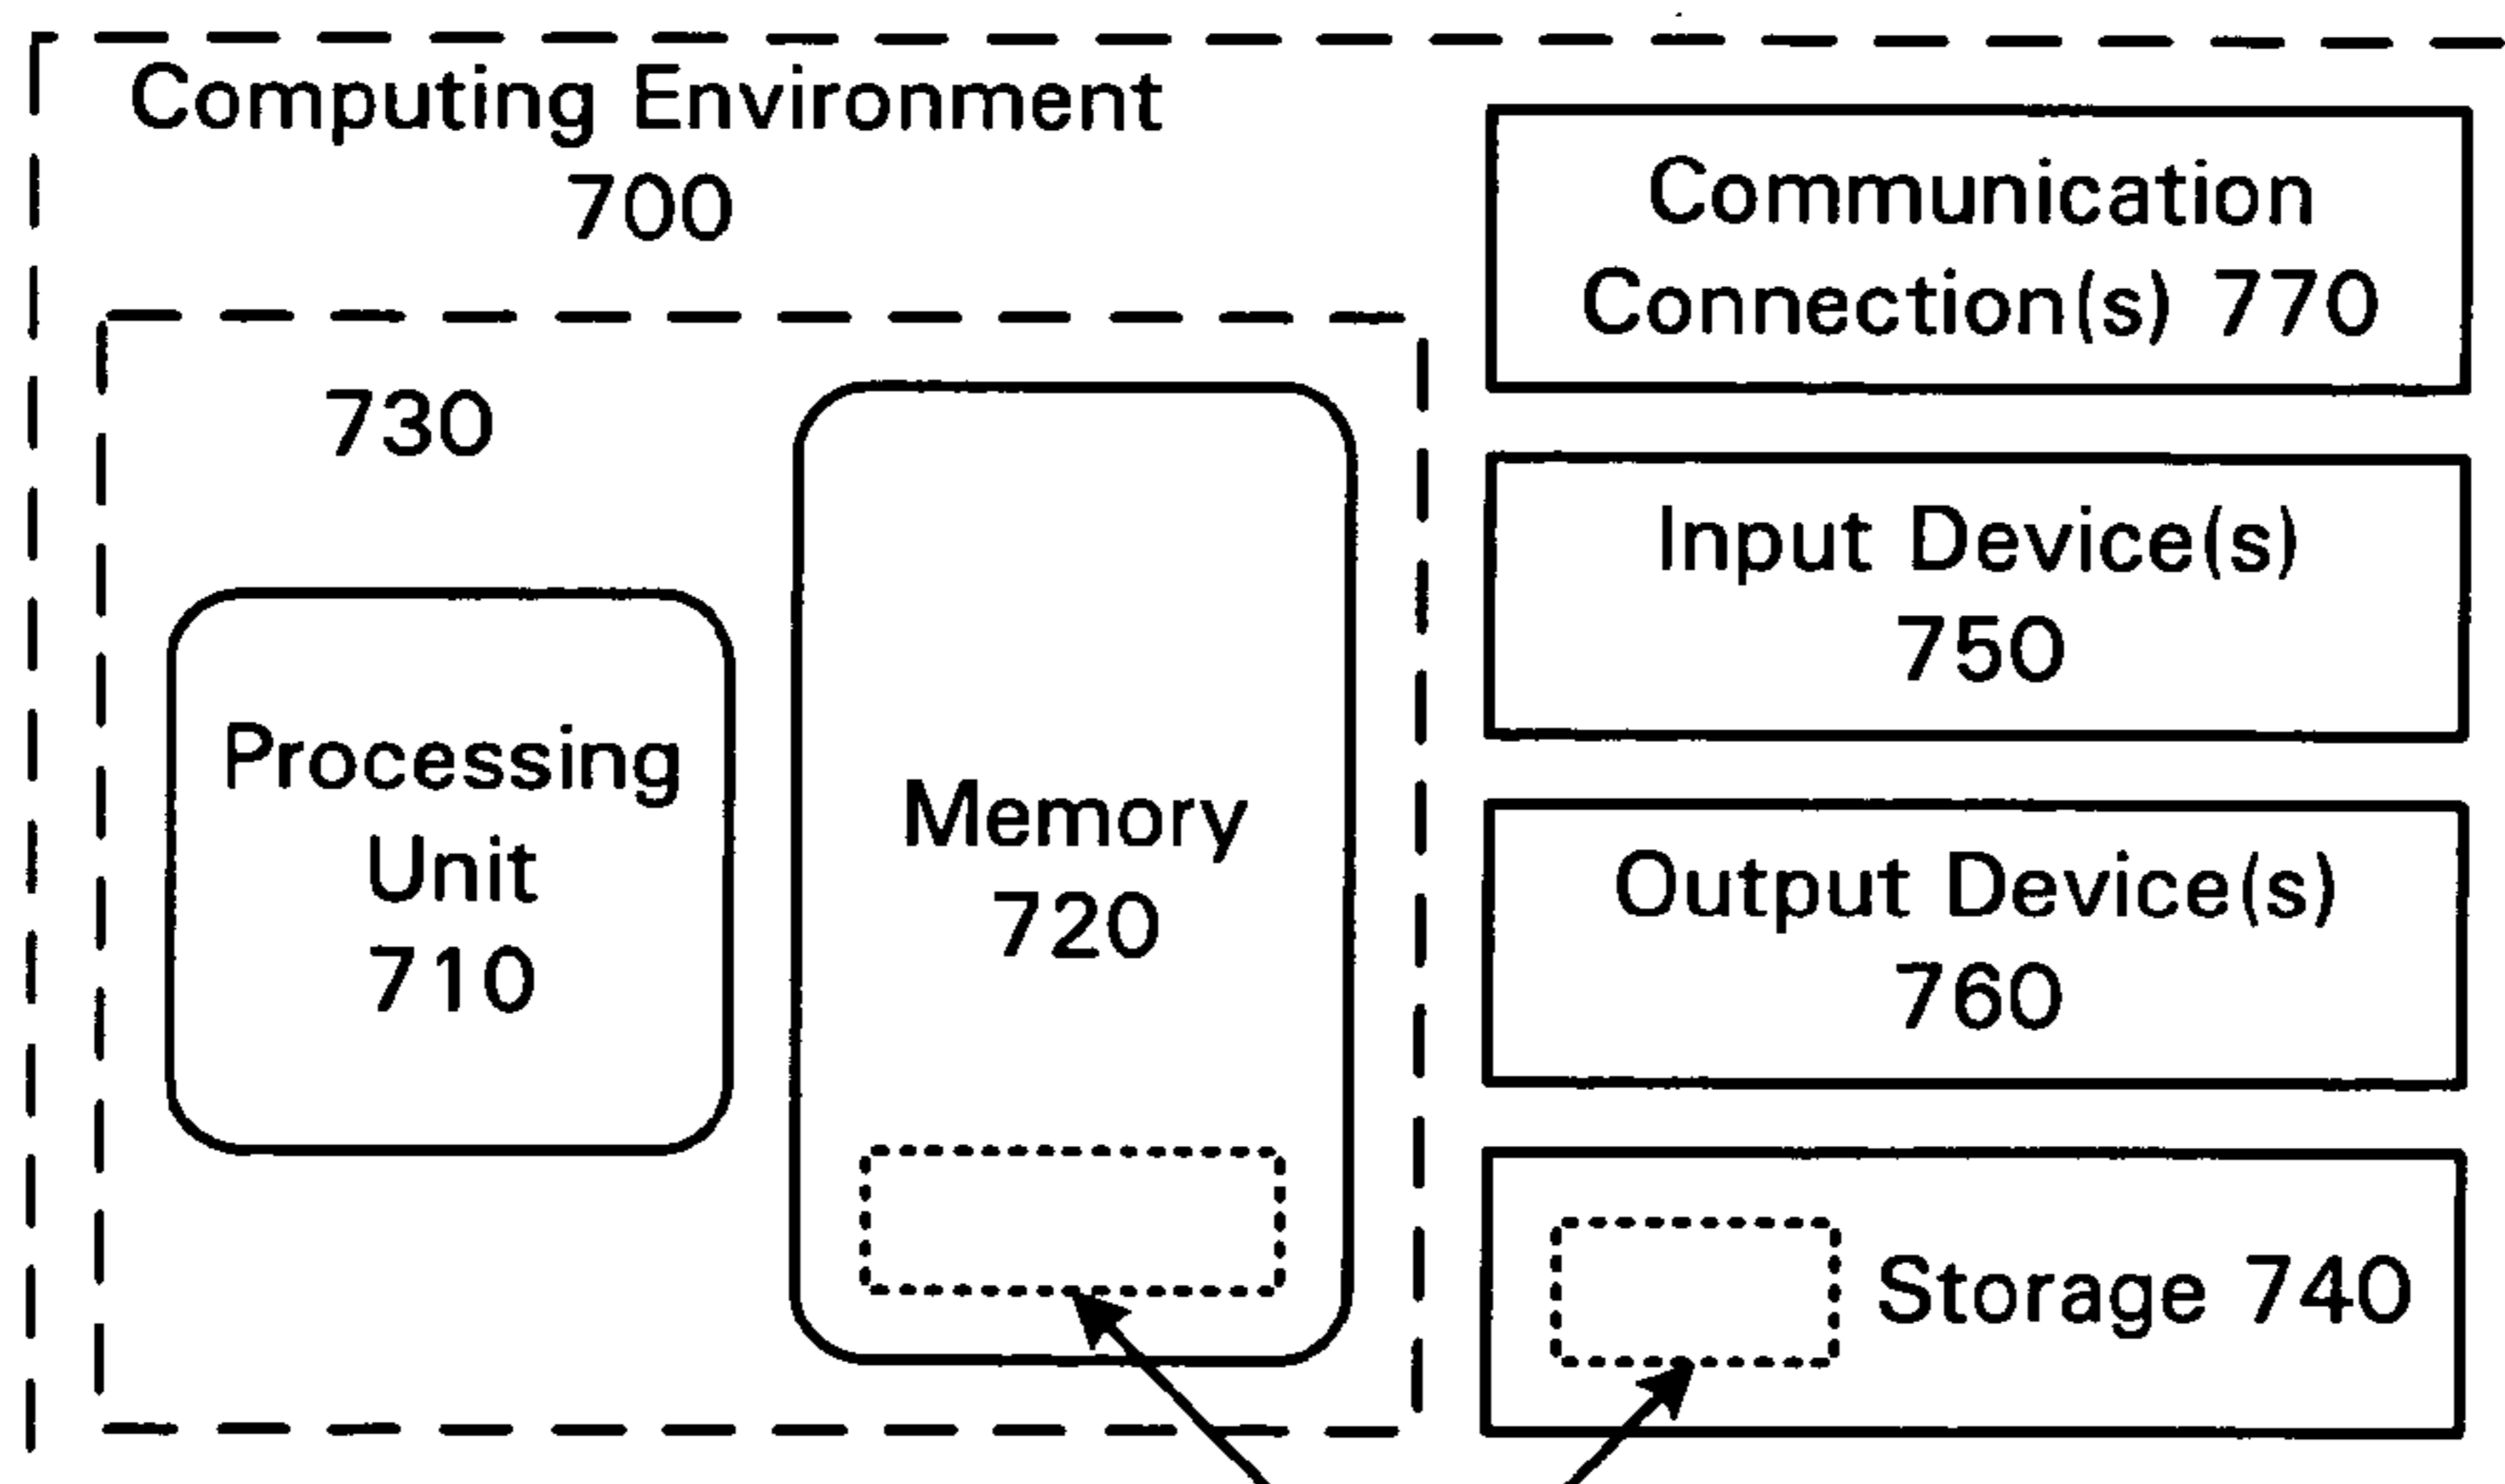 Computing Environment
700
730
Processing
Unit
710
Memory
720
Communication
Connection(s) 770
Input Device(s)
750
Output Device(s)
760
Storage 740